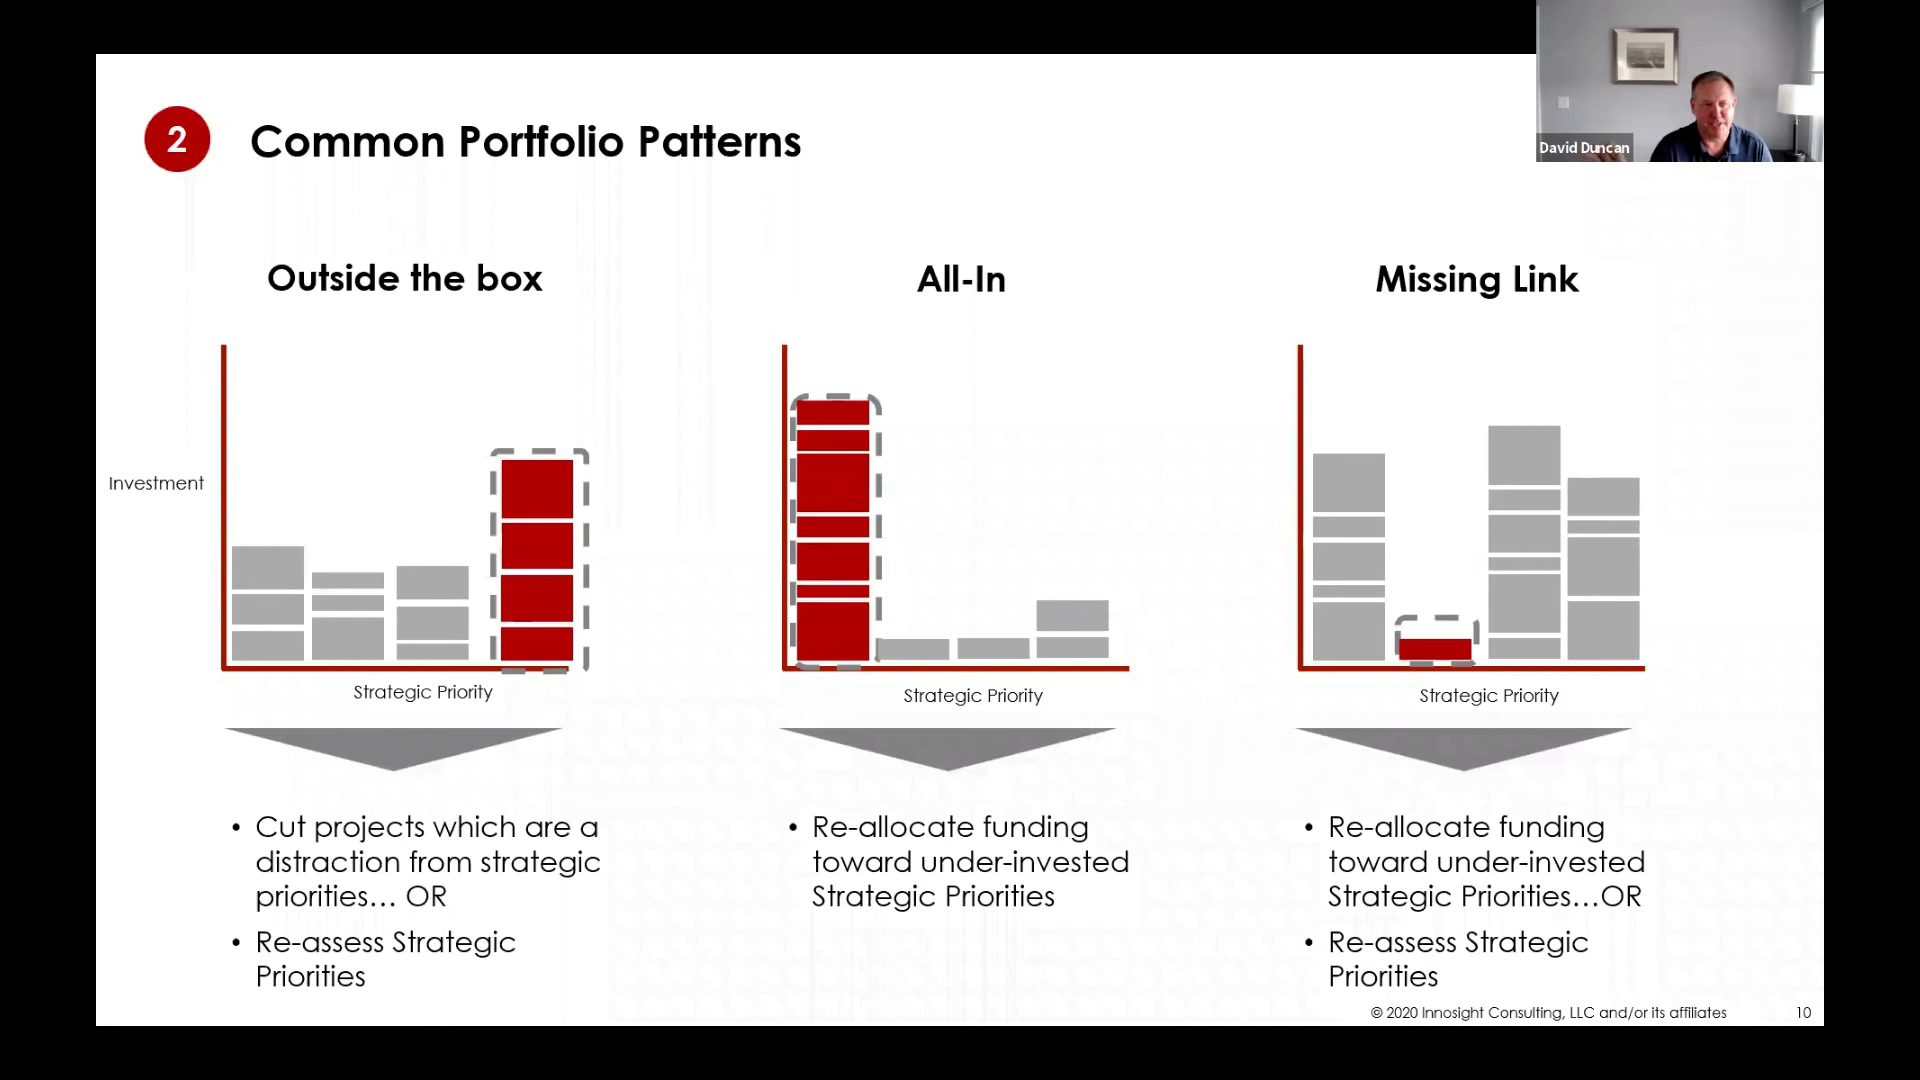 David Duncan
2
Common Portfolio Patterns
Outside the box
All-In
Missing Link
Investment
Strategic Priority
Strategic Priority
Strategic Priority
• Cut projects which are a
distraction from strategic
priorities... OR
• Re-assess Strategic
Priorities
• Re-allocate funding
toward under-invested
Strategic Priorities
• Re-allocate funding
toward under-invested
Strategic Priorities...OR
• Re-assess Strategic
Priorities
© 2020 Innosight Consulting, LLC and/or its affiliates
10